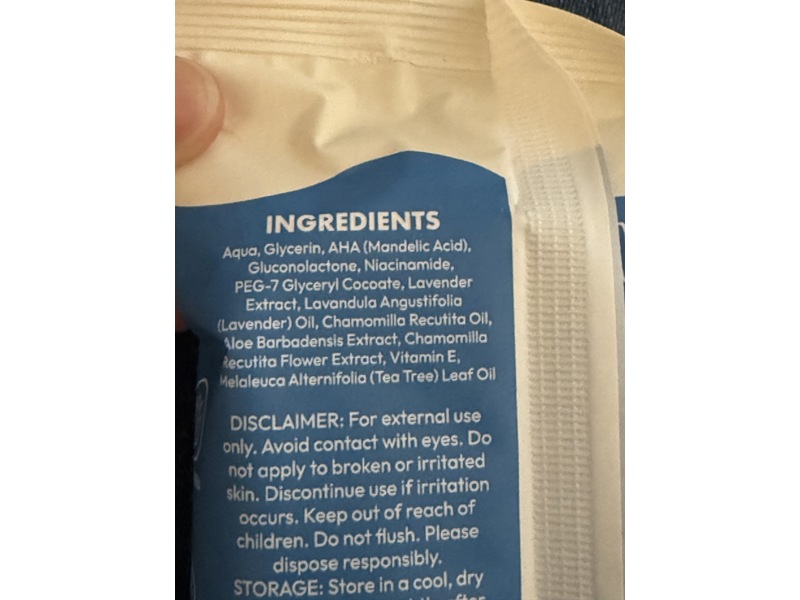 INGREDIENTS
Aqua, Glycerin, AHA (Mandelic Acid),
Gluconolactone, Niacinamide,
PEG-7 Glyceryl Cocoate, Lavender
Extract, Lavandula Angustifolia
(Lavender) Oil, Chamomilla Recutita Oil,
Aloe Barbadensis Extract, Chamomilla
Recutita Flower Extract, Vitamin E,
Melaleuca Alternifolia (Tea Tree) Leaf Oil
DISCLAIMER: For external use
only. Avoid contact with eyes. Do
not apply to broken or irritated
skin. Discontinue use if irritation
occurs. Keep out of reach of
children. Do not flush. Please
dispose responsibly.
STORAGE: Store in a cool, dry